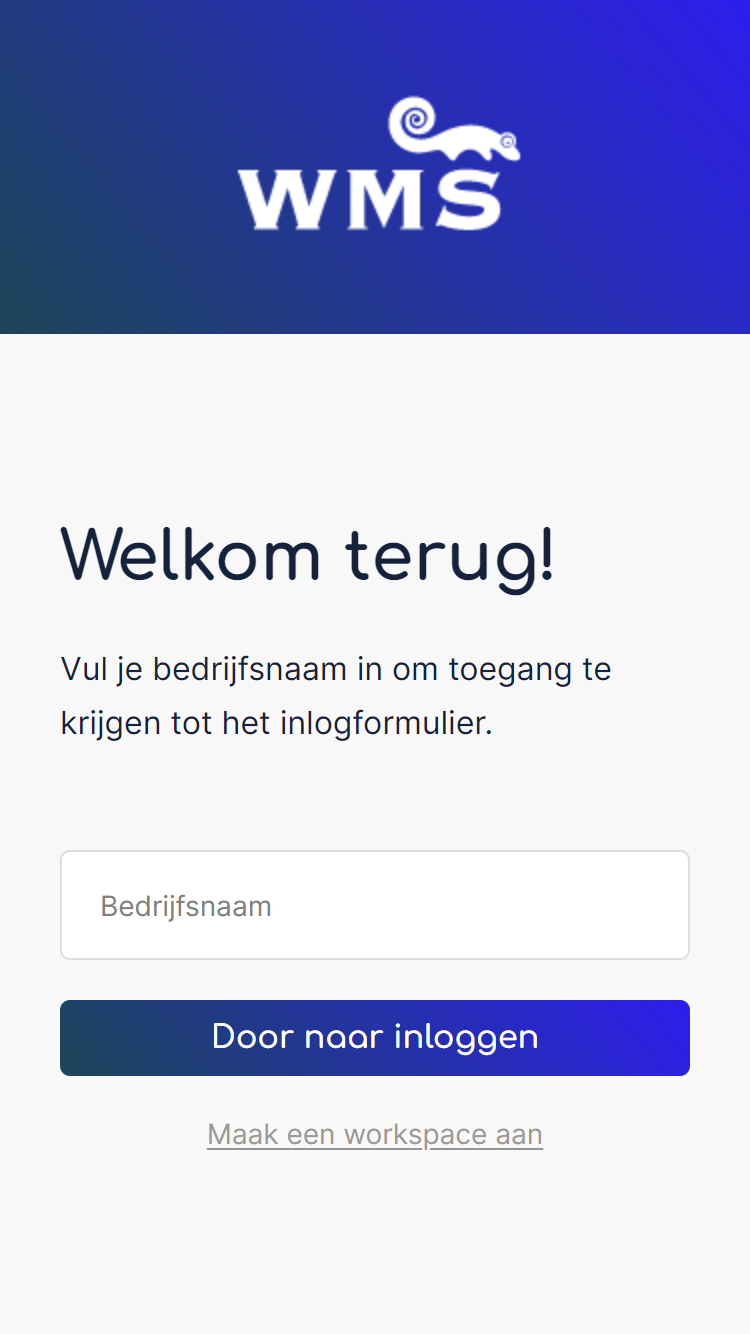 WMS
Welkom terug!
Vul je bedrijfsnaam in om toegang te
krijgen tot het inlogformulier.
Bedrijfsnaam
Door naar inloggen
Maak een workspace aan